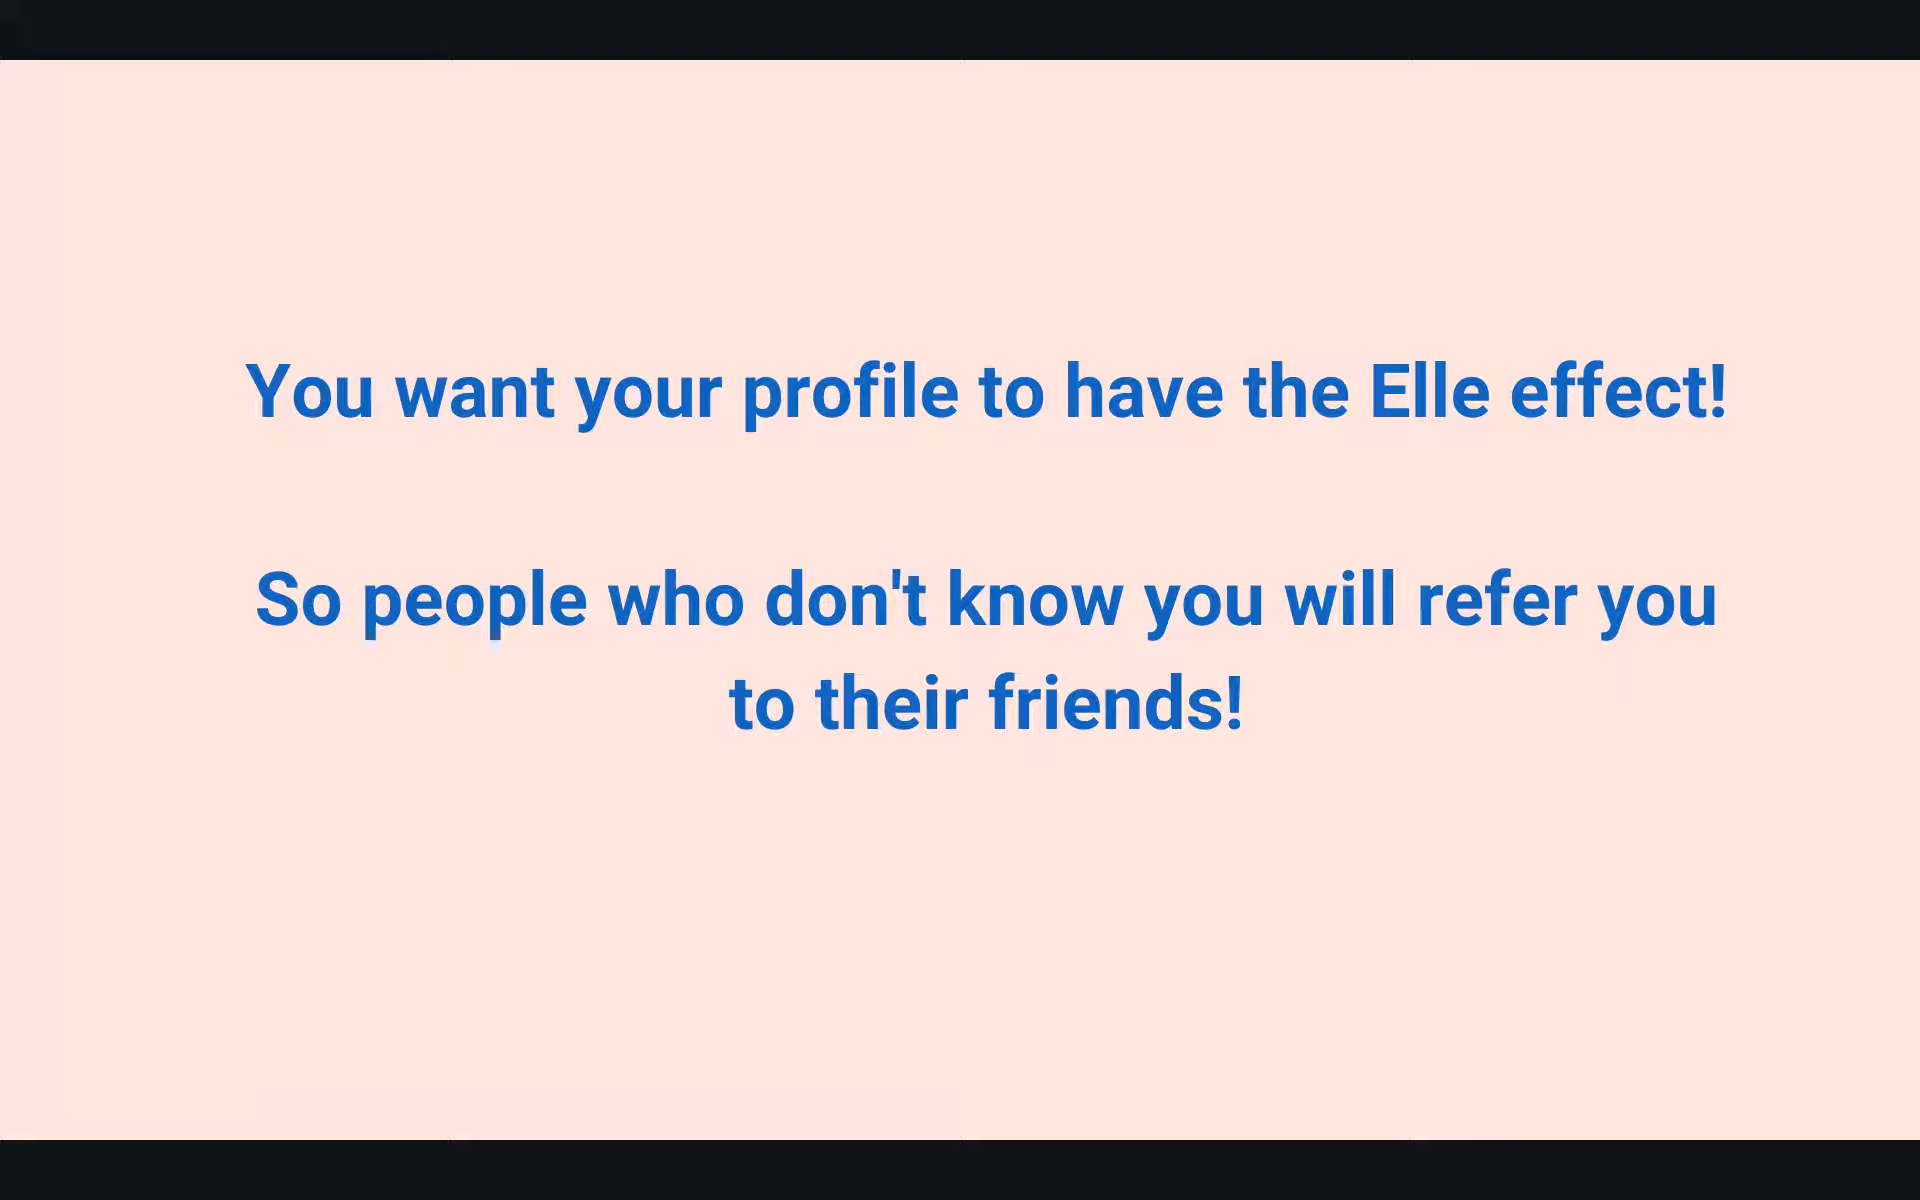 You want your profile to have the Elle effect!
So people who don't know you will refer you
to their friends!